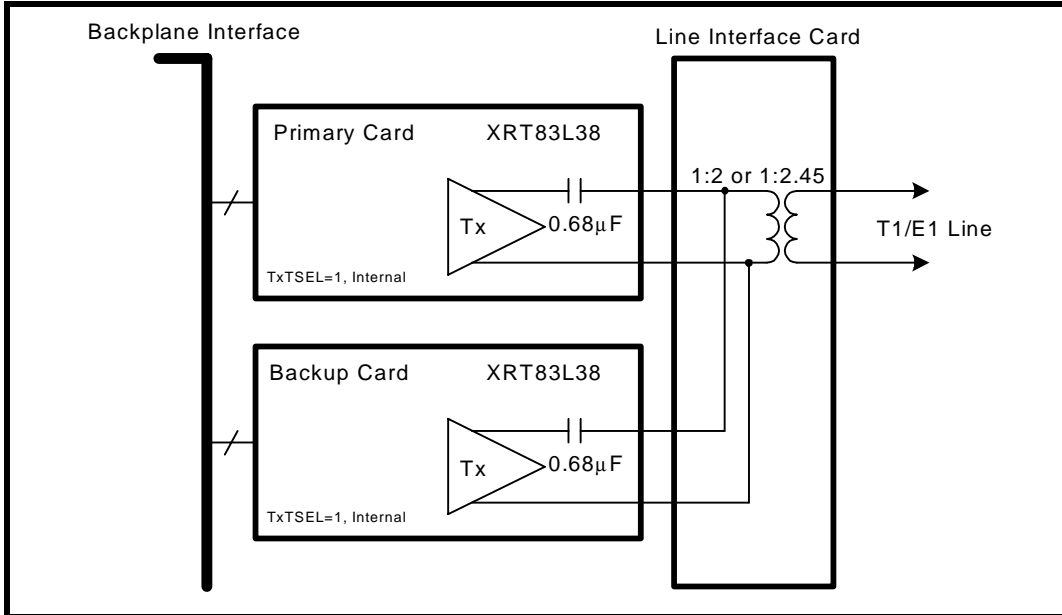 Backplane Interface
Line Interface Card
Primary Card XRT83L38
1:2 or 1:2.45
Tx
0.68μF
T1/E1 Line
TxTSEL=1, Internal
Backup Card XRT83L38
Tx
0.68μF
TxTSEL=1, Internal